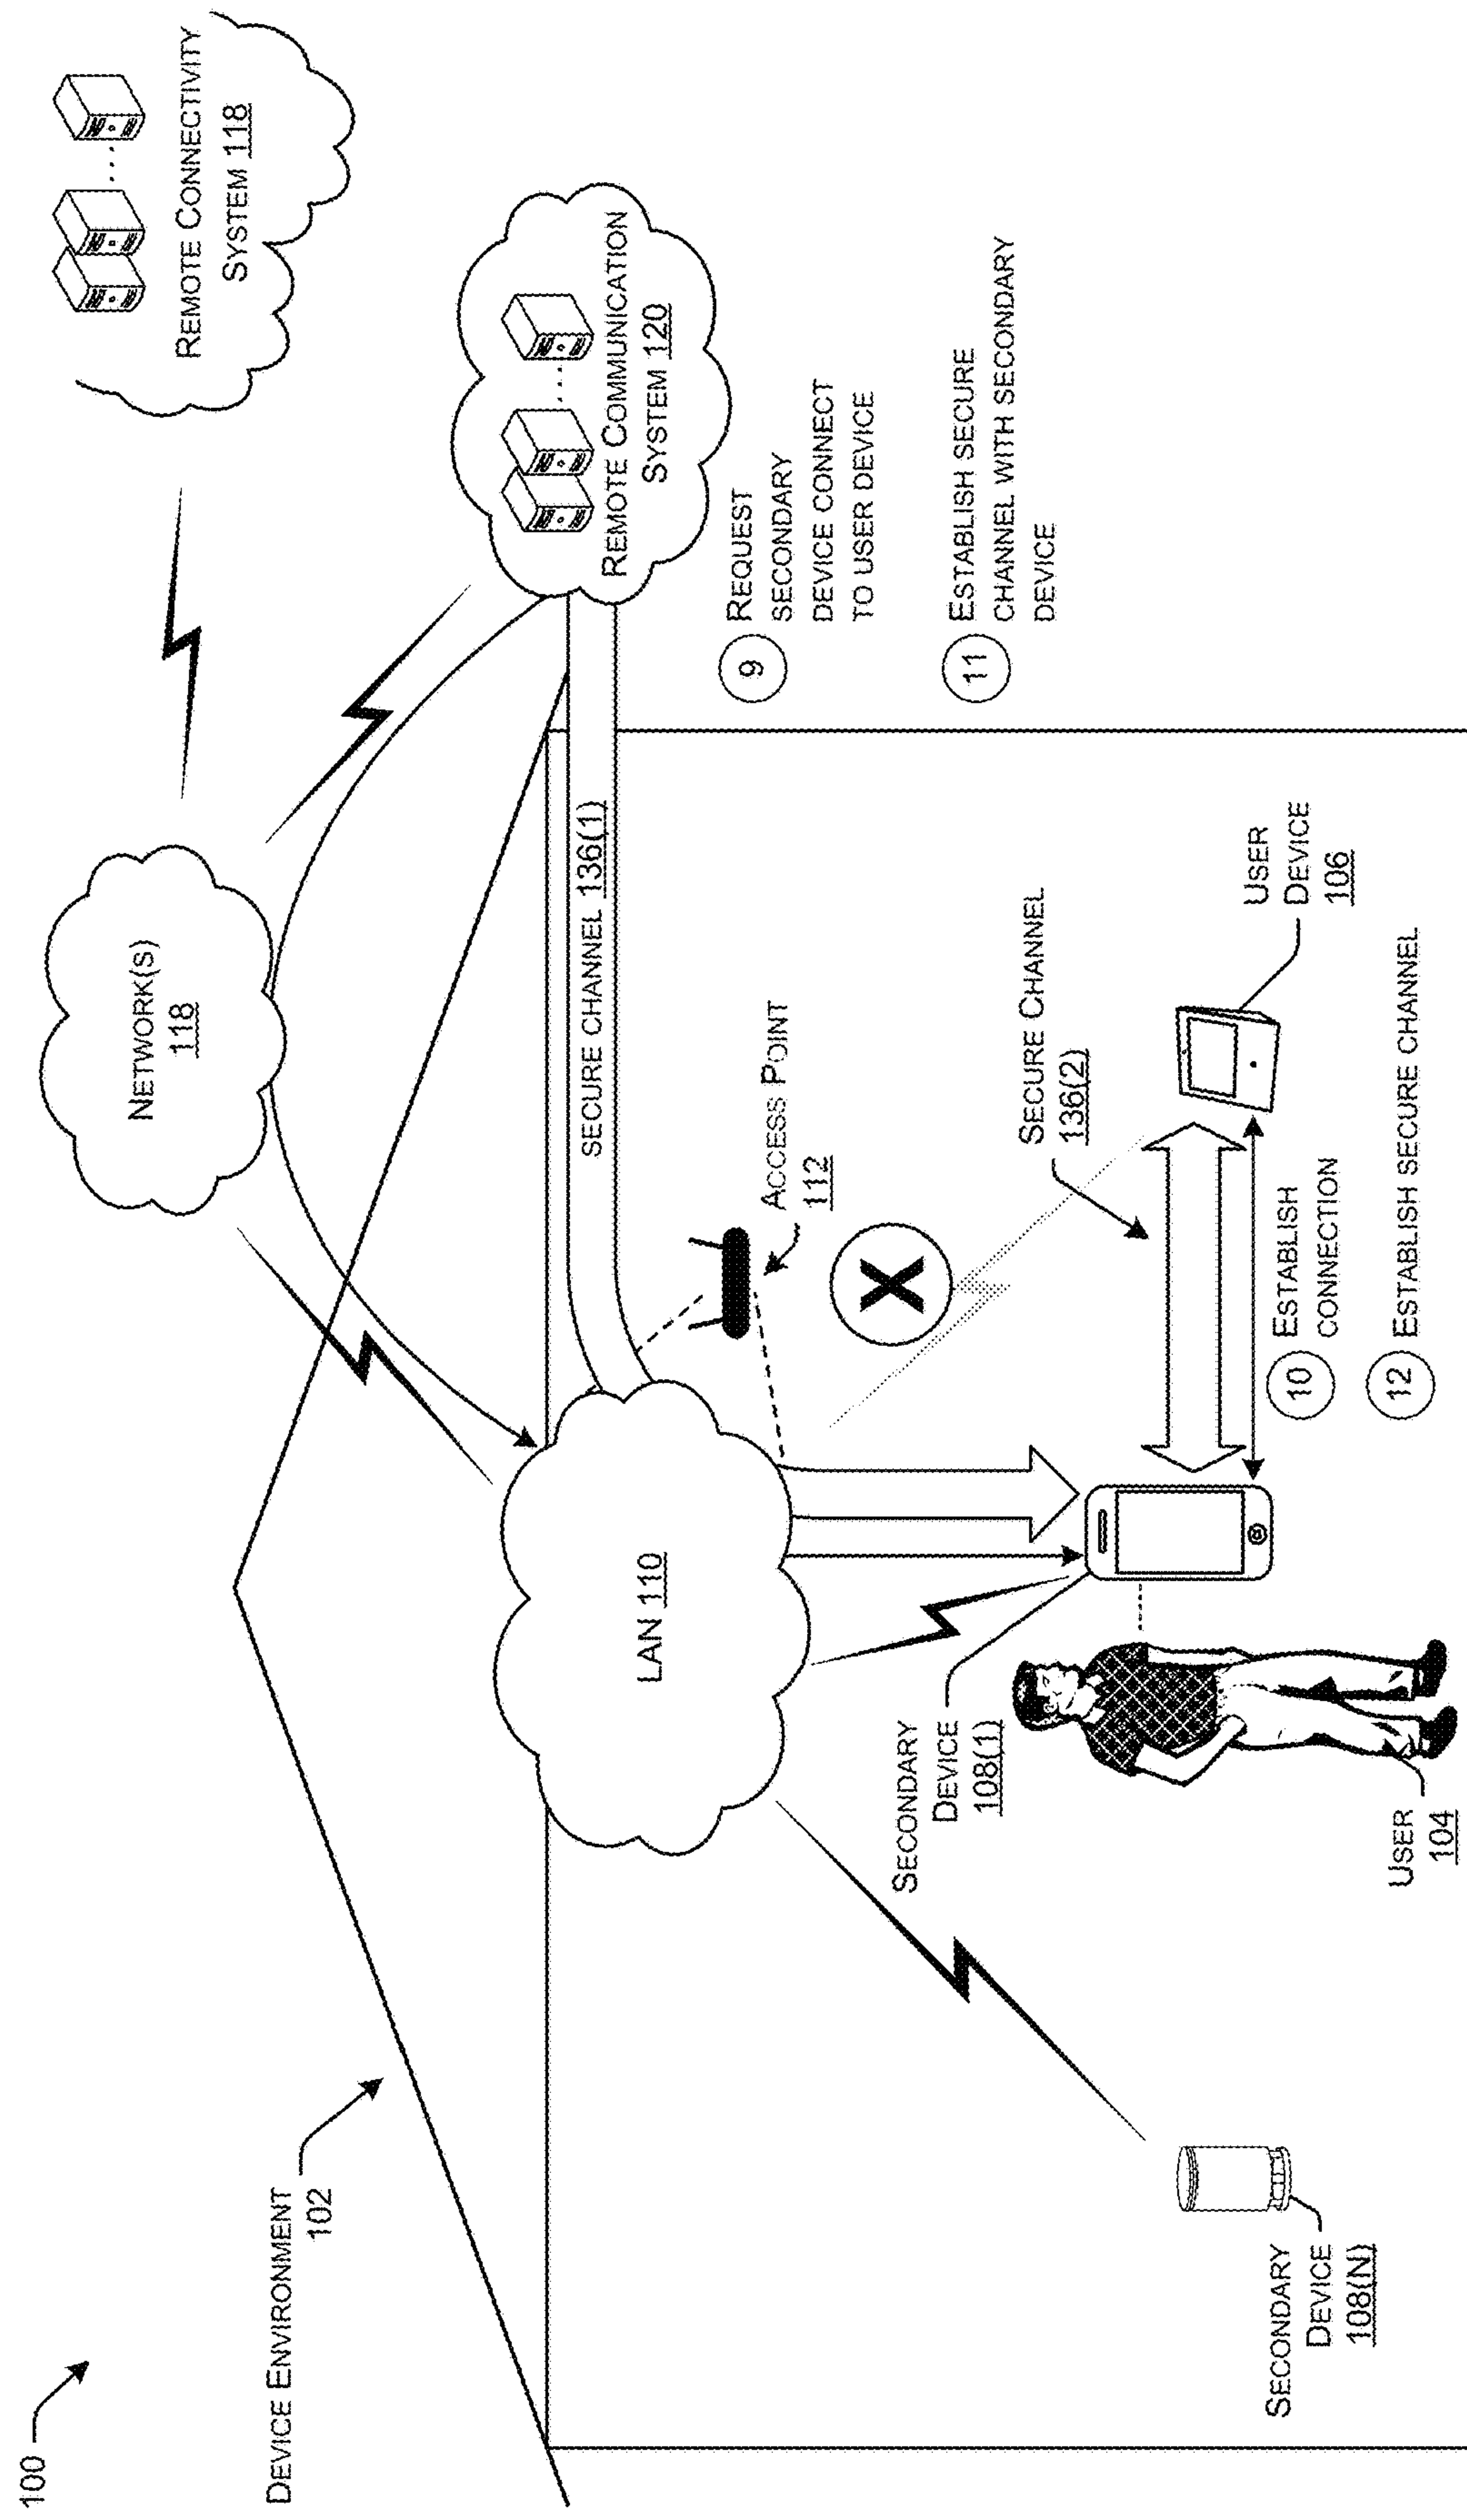 100
DEVICE ENVIRONMENT
102
NETWORK(S)
118
REMOTE CONNECTIVITY
SYSTEM 118
REMOTE COMMUNICATION
SYSTEM 120
SECURE CHANNEL 136(1)
LAN 110
ACCESS POINT
112
X
9 REQUEST
SECONDARY
DEVICE CONNECT
TO USER DEVICE
11 ESTABLISH SECURE
CHANNEL WITH SECONDARY
DEVICE
SECONDARY
DEVICE
108(1)
SECURE CHANNEL
136(2)
USER
DEVICE
106
SECONDARY
DEVICE
108(N)
USER
104
10 ESTABLISH
CONNECTION
12 ESTABLISH SECURE CHANNEL